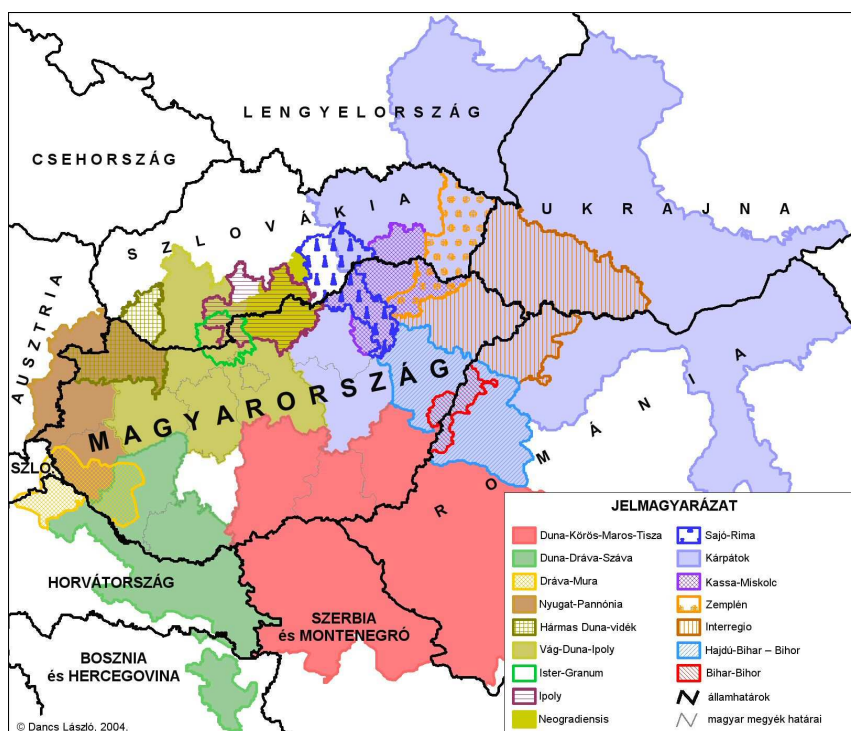 LENGYELORSZÁG
CSEHORSZÁG
SZLOVÁKIA
UKRAJNA
AUSZTRIA
MAGYARORSZÁG
ROMÁNIA
SZLO.
HORVÁTORSZÁG
SZERBIA
és MONTENEGRÓ
BOSZNIA
és HERCEGOVINA
© Dancs László, 2004.
JELMAGYARÁZAT
Duna-Körös-Maros-Tisza
Duna-Dráva-Száva
Dráva-Mura
Nyugat-Pannónia
Hármas Duna-vidék
Vág-Duna-Ipoly
Ister-Granum
Ipoly
Neogradiensis
Sajó-Rima
Kárpátok
Kassa-Miskolc
Zemplén
Interregio
Hajdú-Bihar – Bihor
Bihar-Bihor
államhatárok
magyar megyék határai